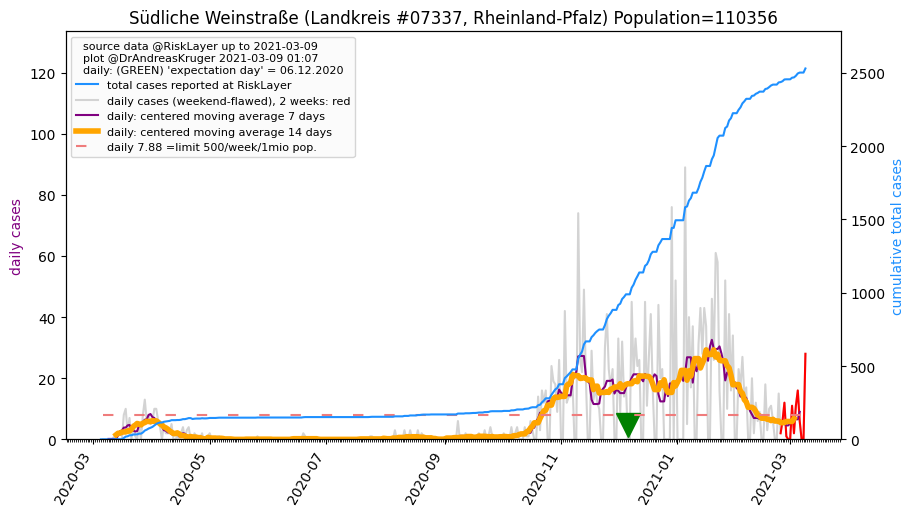 Südliche Weinstraße (Landkreis #07337, Rheinland-Pfalz) Population=110356
source data @RiskLayer up to 2021-03-09
plot @DrAndreasKruger 2021-03-09 01:07
daily: (GREEN) 'expectation day' = 06.12.2020
total cases reported at RiskLayer
daily cases (weekend-flawed), 2 weeks: red
daily: centered moving average 7 days
daily: centered moving average 14 days
daily 7.88 =limit 500/week/1mio pop.
daily cases
120
100
80
60
40
20
0
cumulative total cases
2500
2000
1500
1000
500
0
2020-03
2020-05
2020-07
2020-09
2020-11
2021-01
2021-03